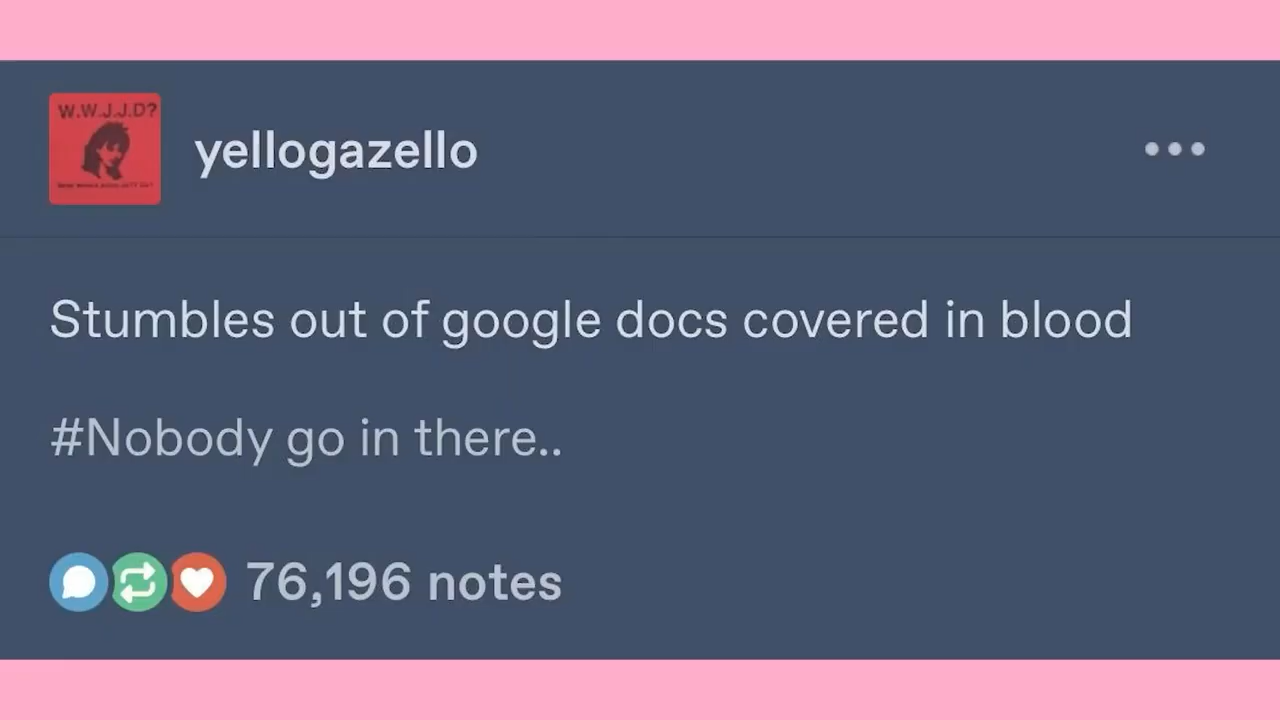 W.W.J.J.D?
yellogazello
Stumbles out of google docs covered in blood
#Nobody go in there..
76,196 notes